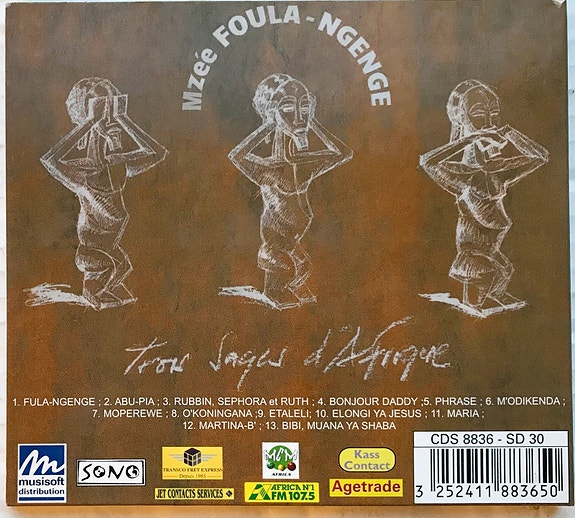 Mzée FOULA-NGENGE
Trois Sages d'Afrique
1. FULA-NGENGE ; 2. ABU-PIA ; 3. RUBBIN, SEPHORA et RUTH ; 4. BONJOUR DADDY ;5. PHRASE ; 6. M'ODIKENDA ;
7. MOPEREWE ; 8. O'KONINGANA ;9. ETALELI; 10. ELONGI YA JESUS ; 11. MARIA ;
12. MARTINA-B' ; 13. BIBI, MUANA YA SHABA
CDS 8836 - SD 30
m
musisoft
distribution
SONO
TRANSCO FRET EXPRESS
Depuis 1985
JET CONTACTS SERVICES
AFRICA
AFRICA N°1
FM 107.5
Kass
Contact
Agetrade
3 252411 883650